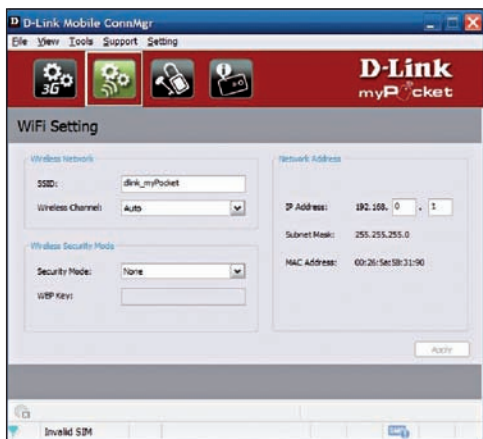 D D-Link Mobile ConnMgr
File View Tools Support Setting
3G
D-Link
myPocket
WiFi Setting
Wireless Network
SSID: dlink_myPocket
Wireless Channel: Auto
Wireless Security Mode
Security Mode: None
WEP Key:
Network Address
IP Address: 192.168. 0 . 1
Subnet Mask: 255.255.255.0
MAC Address: 00:26:5a:5B:31:90
Apply
Invalid SIM